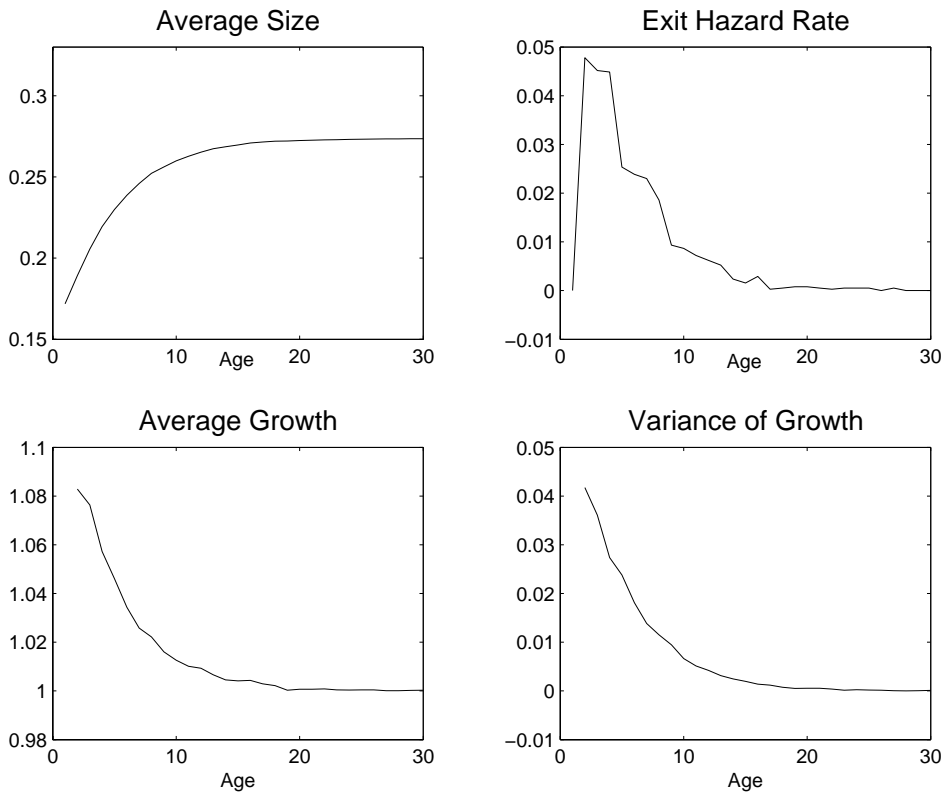 Average Size
0.3
0.25
0.2
0.15
0 10 20 30
Age
Exit Hazard Rate
0.05
0.04
0.03
0.02
0.01
0
−0.01
0 10 20 30
Age
Average Growth
1.1
1.08
1.06
1.04
1.02
1
0.98
0 10 20 30
Age
Variance of Growth
0.05
0.04
0.03
0.02
0.01
0
−0.01
0 10 20 30
Age